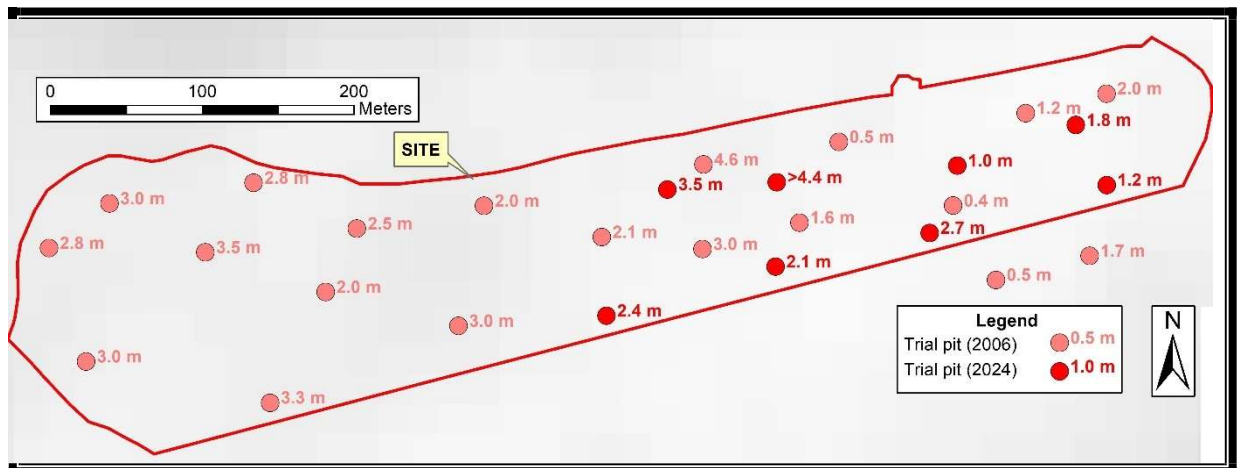 0 100 200
Meters
SITE
2.0 m
1.2 m
1.8 m
0.5 m
4.6 m
1.0 m
2.8 m
>4.4 m
3.5 m
1.2 m
3.0 m
2.0 m
0.4 m
1.6 m
2.5 m
2.7 m
2.1 m
2.8 m
3.5 m
3.0 m
1.7 m
2.1 m
0.5 m
2.0 m
2.4 m
3.0 m
3.0 m
3.3 m
Legend
Trial pit (2006) 0.5 m
Trial pit (2024) 1.0 m
N